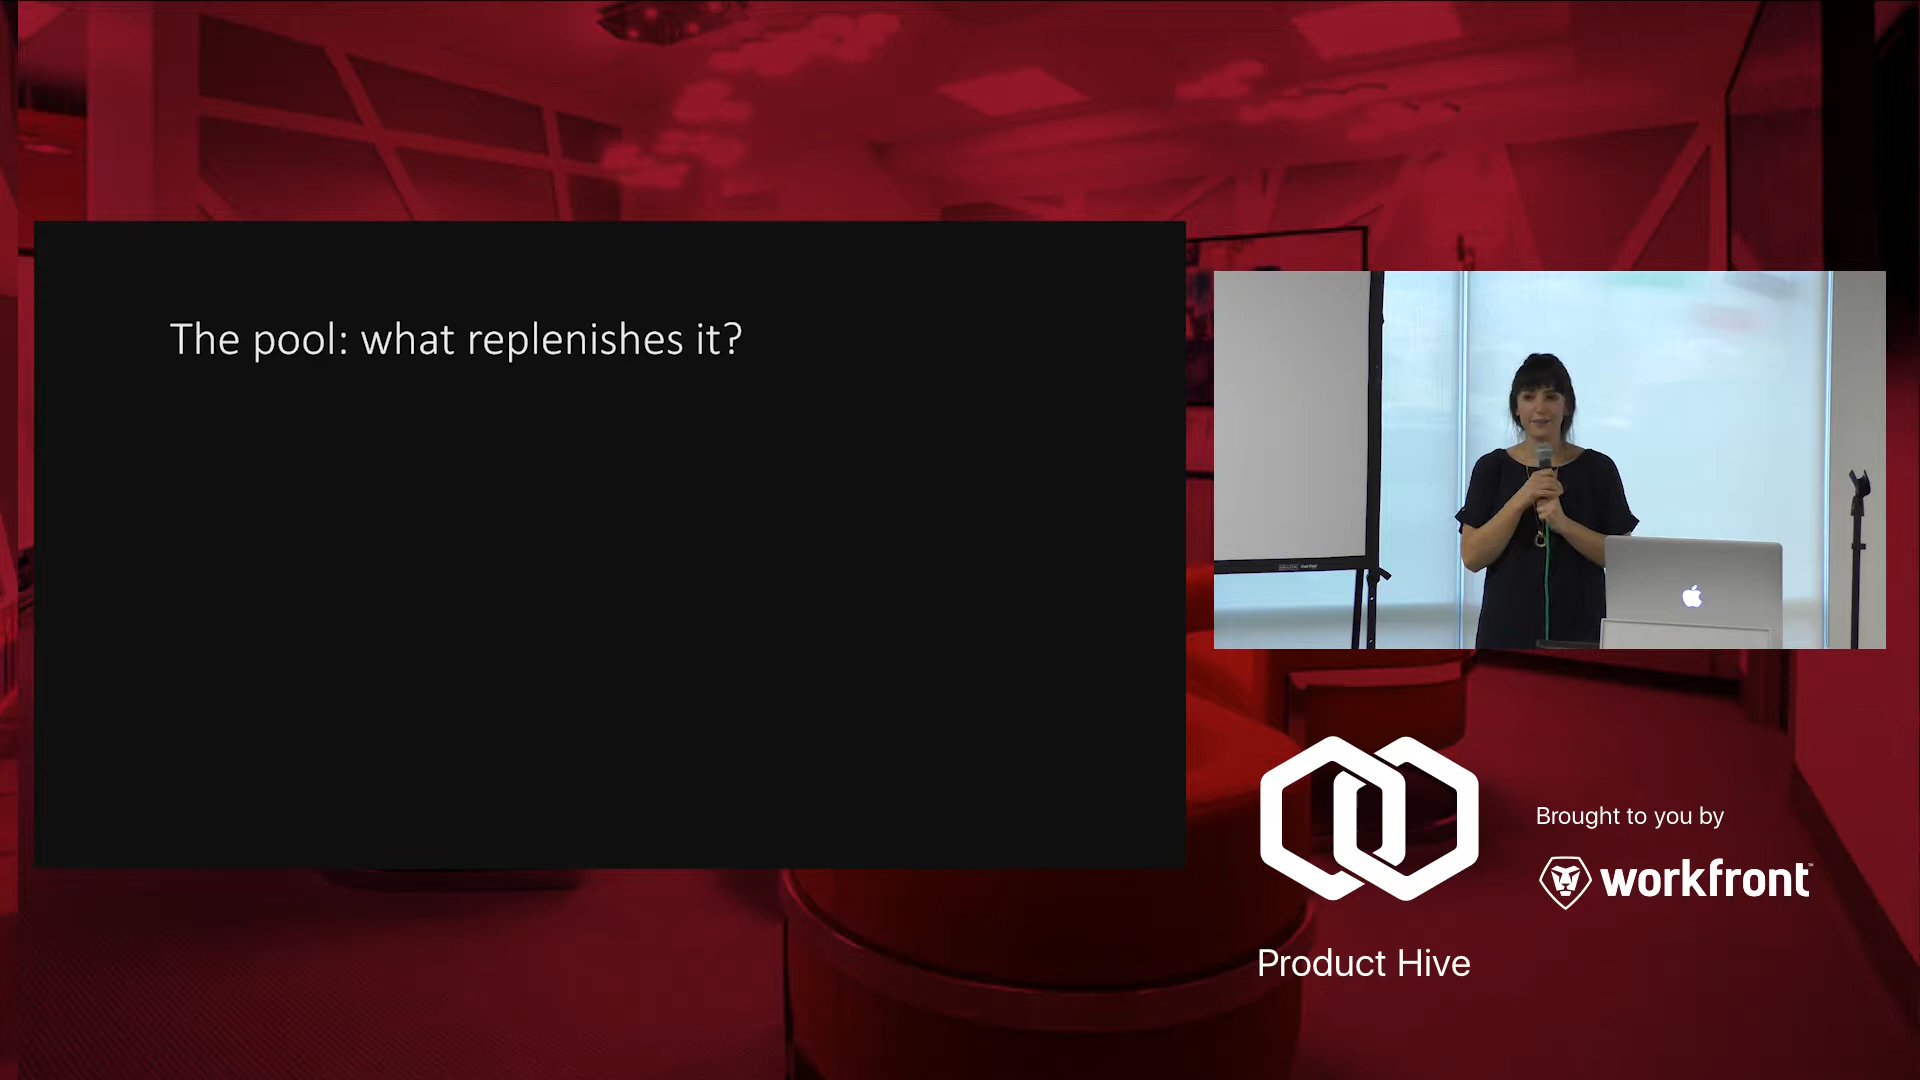 The pool: what replenishes it?
Brought to you by
workfront
Product Hive